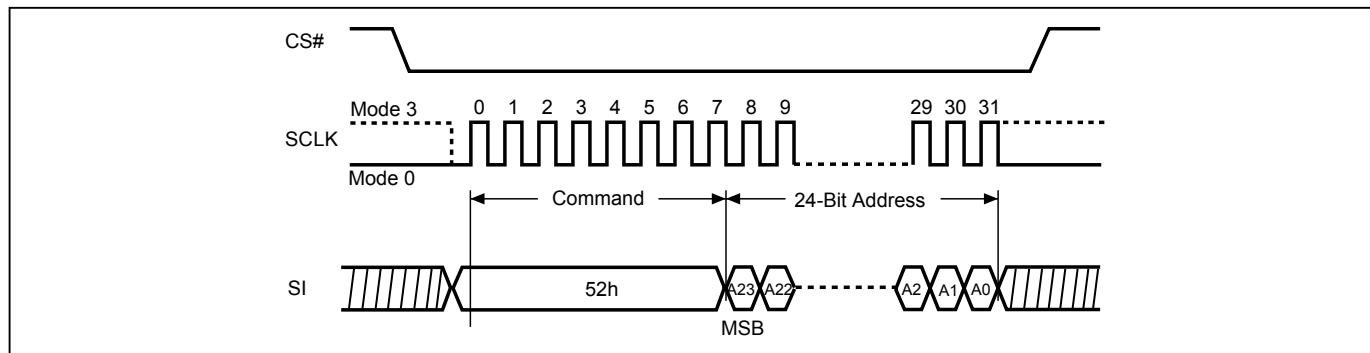 CS#
Mode 3
0 1 2 3 4 5 6 7 8 9 29 30 31
SCLK
Mode 0
Command
24-Bit Address
SI
52h
A23 A22 A2 A1 A0
MSB